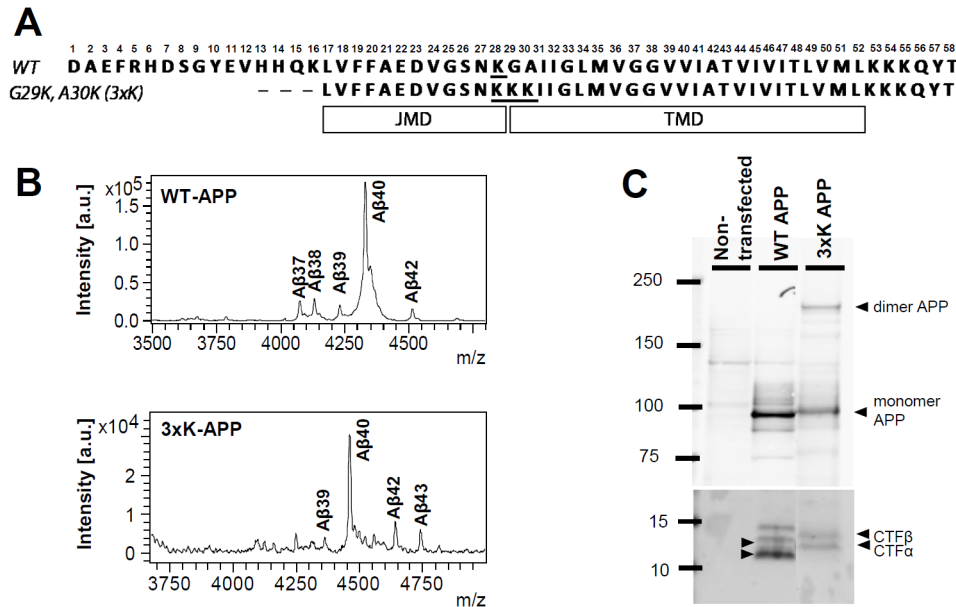 A
1 2 3 4 5 6 7 8 9 10 11 12 13 14 15 16 17 18 19 20 21 22 23 24 25 26 27 28 29 30 31 32 33 34 35 36 37 38 39 40 41 42 43 44 45 46 47 48 49 50 51 52 53 54 55 56 57 58
WT D A E F R H D S G Y E V H H Q K L V F F A E D V G S N K G A I I G L M V G G V V I A T V I V I T L V M L K K K Q Y T
G29K, A30K (3xK) – – – L V F F A E D V G S N K K K I I G L M V G G V V I A T V I V I T L V M L K K K Q Y T
JMD TMD
B
x10⁵
WT-APP
Intensity [a.u.]
1.5
1.0
0.5
0.0
Aβ37
Aβ38
Aβ39
Aβ40
Aβ42
3500 3750 4000 4250 4500
m/z
x10⁴
3xK-APP
Intensity [a.u.]
2
1
0
Aβ39
Aβ40
Aβ42
Aβ43
3750 4000 4250 4500 4750
m/z
C
Non-
transfected
WT APP
3xK APP
250
150
100
75
dimer APP
monomer
APP
15
10
CTFβ
CTFα